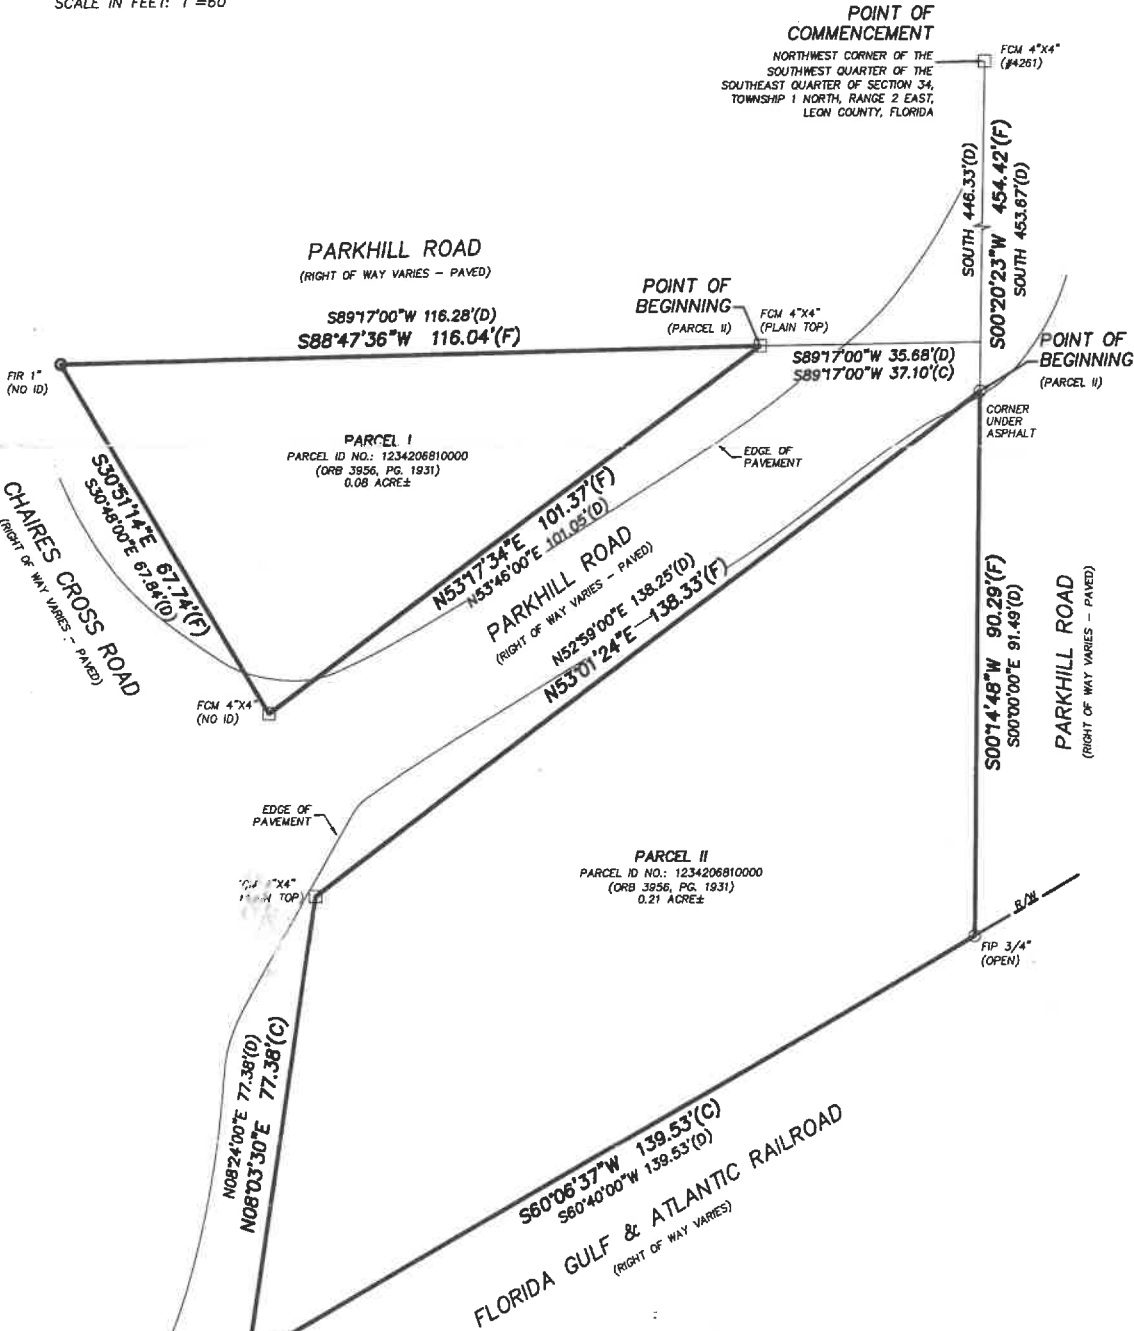 SCALE IN FEET: 1"=60'
POINT OF
COMMENCEMENT
NORTHWEST CORNER OF THE
SOUTHWEST QUARTER OF THE
SOUTHEAST QUARTER OF SECTION 34,
TOWNSHIP 1 NORTH, RANGE 2 EAST,
LEON COUNTY, FLORIDA
FCM 4"X4"
(#4261)
SOUTH 446.33'(D)
S00°20'23"W 454.42'(F)
SOUTH 453.67'(D)
PARKHILL ROAD
(RIGHT OF WAY VARIES - PAVED)
S89°17'00"W 116.28'(D)
S88°47'36"W 116.04'(F)
POINT OF
BEGINNING
(PARCEL II)
FCM 4"X4"
(PLAIN TOP)
S89°17'00"W 35.68'(D)
S89°17'00"W 37.10'(C)
POINT OF
BEGINNING
(PARCEL II)
CORNER
UNDER
ASPHALT
FIR 1"
(NO ID)
PARCEL I
PARCEL ID NO.: 1234206810000
(ORB 3956, PG. 1931)
0.08 ACRE±
EDGE OF
PAVEMENT
S30°51'14"E 67.74'(F)
S30°48'00"E 67.84'(D)
CHAIRES CROSS ROAD
(RIGHT OF WAY VARIES - PAVED)
N53°17'34"E 101.37'(F)
N53°46'00"E 101.05'(D)
PARKHILL ROAD
(RIGHT OF WAY VARIES - PAVED)
N52°59'00"E 138.25'(D)
N53°01'24"E 138.33'(F)
S00°14'48"W 90.29'(F)
S00°00'00"E 91.49'(D)
PARKHILL ROAD
(RIGHT OF WAY VARIES - PAVED)
FCM 4"X4"
(NO ID)
EDGE OF
PAVEMENT
4"X4"
TOP)
PARCEL II
PARCEL ID NO.: 1234206810000
(ORB 3956, PG. 1931)
0.21 ACRE±
R/W
FIP 3/4"
(OPEN)
N08°24'00"E 77.38'(D)
N08°03'30"E 77.38'(C)
S60°06'37"W 139.53'(C)
S60°40'00"W 139.53'(D)
FLORIDA GULF & ATLANTIC RAILROAD
(RIGHT OF WAY VARIES)